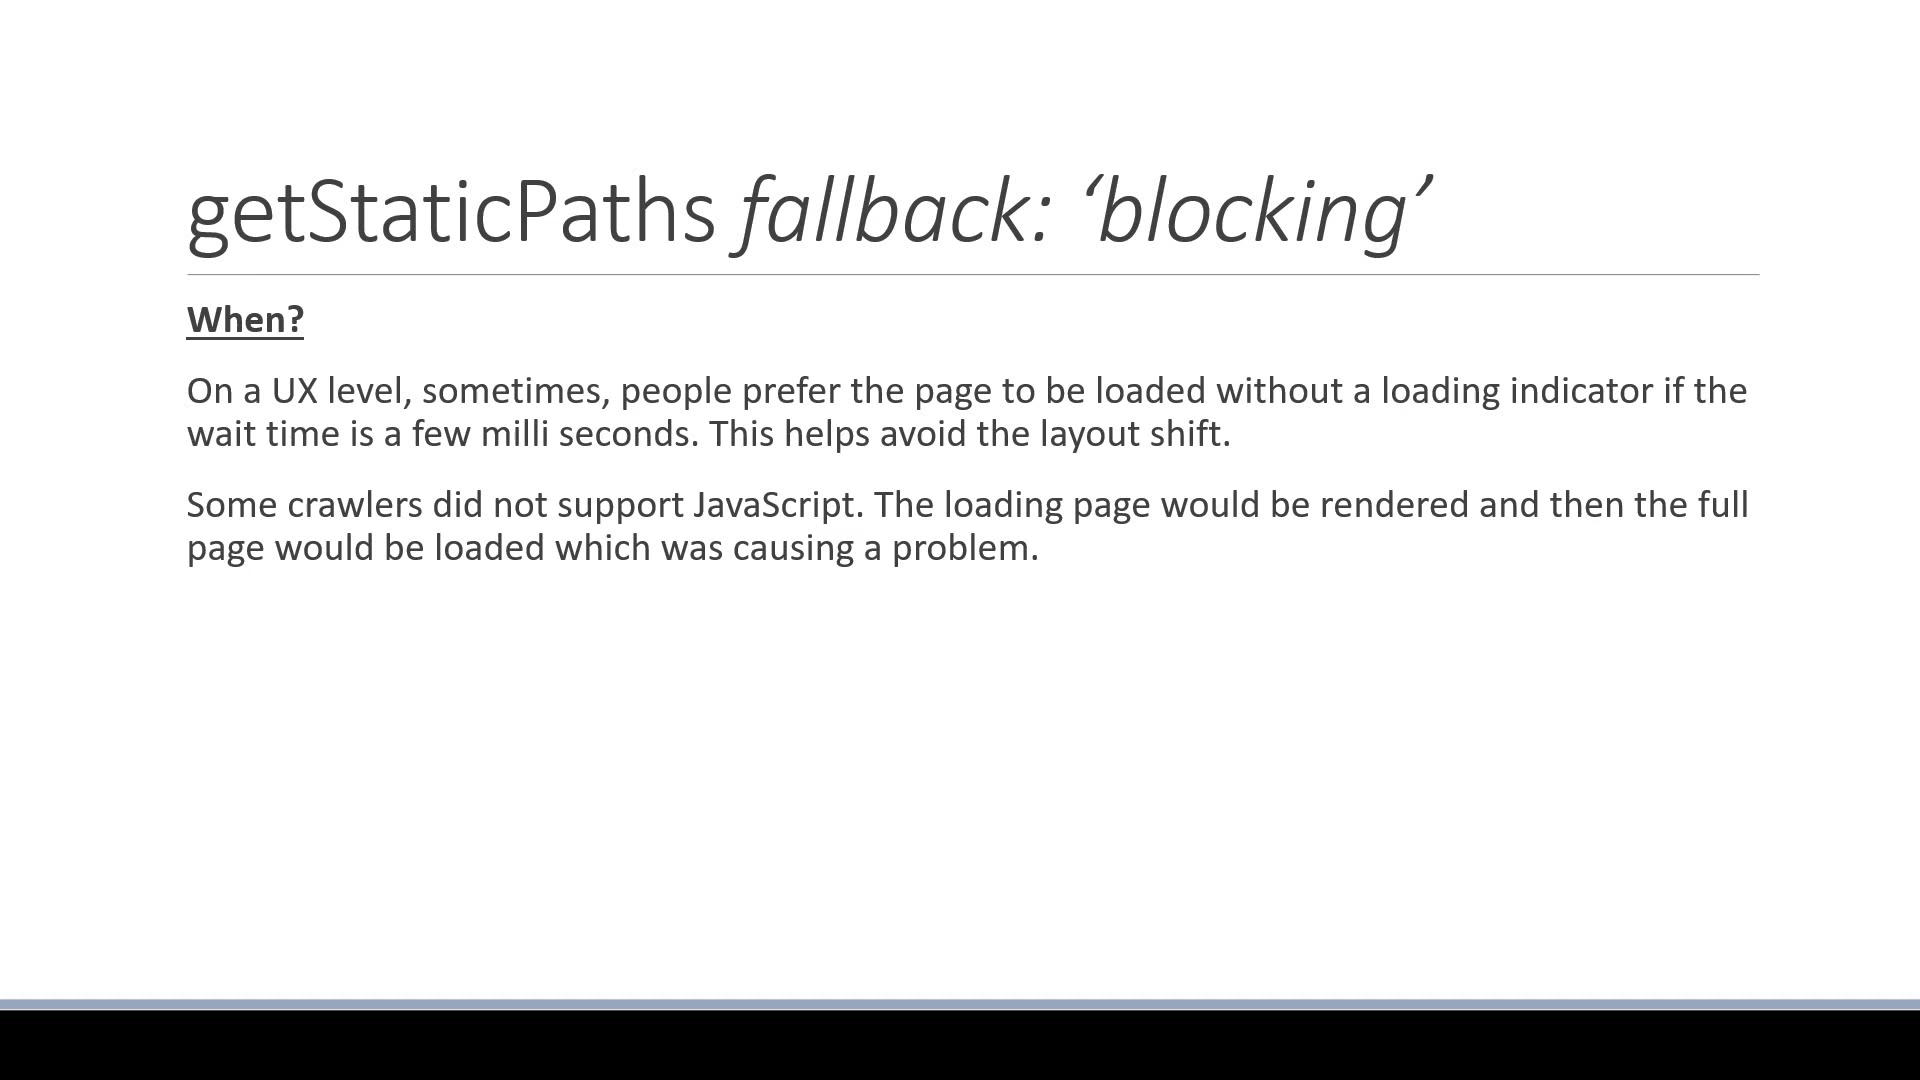 getStaticPaths fallback: ‘blocking’
When?
On a UX level, sometimes, people prefer the page to be loaded without a loading indicator if the
wait time is a few milli seconds. This helps avoid the layout shift.
Some crawlers did not support JavaScript. The loading page would be rendered and then the full
page would be loaded which was causing a problem.